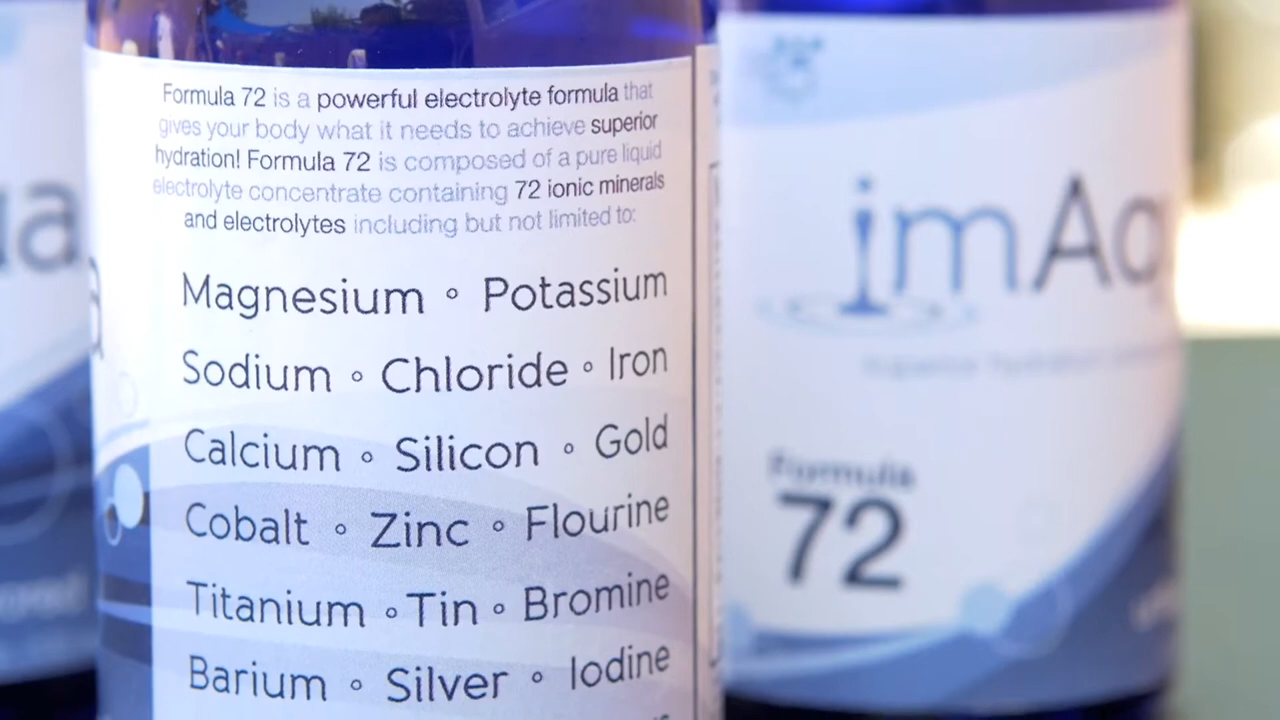 Formula 72 is a powerful electrolyte formula that
gives your body what it needs to achieve superior
hydration! Formula 72 is composed of a pure liquid
electrolyte concentrate containing 72 ionic minerals
and electrolytes including but not limited to:
Magnesium ◦ Potassium
Sodium ◦ Chloride ◦ Iron
Calcium ◦ Silicon ◦ Gold
Cobalt ◦ Zinc ◦ Flourine
Titanium ◦ Tin ◦ Bromine
Barium ◦ Silver ◦ Iodine
imAq
Formula
72
ua
a